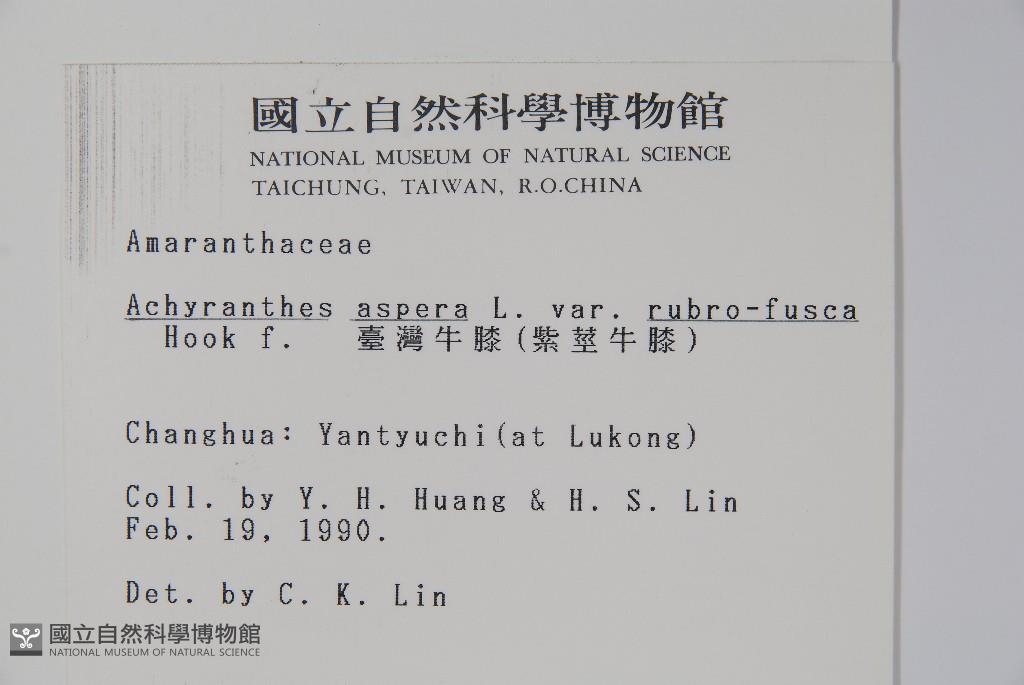 國立自然科學博物館
NATIONAL MUSEUM OF NATURAL SCIENCE
TAICHUNG, TAIWAN, R.O.CHINA
Amaranthaceae
Achyranthes aspera L. var. rubro-fusca
Hook f. 臺灣牛膝(紫莖牛膝)
Changhua: Yantyuchi(at Lukong)
Coll. by Y. H. Huang & H. S. Lin
Feb. 19, 1990.
Det. by C. K. Lin
國立自然科學博物館
NATIONAL MUSEUM OF NATURAL SCIENCE